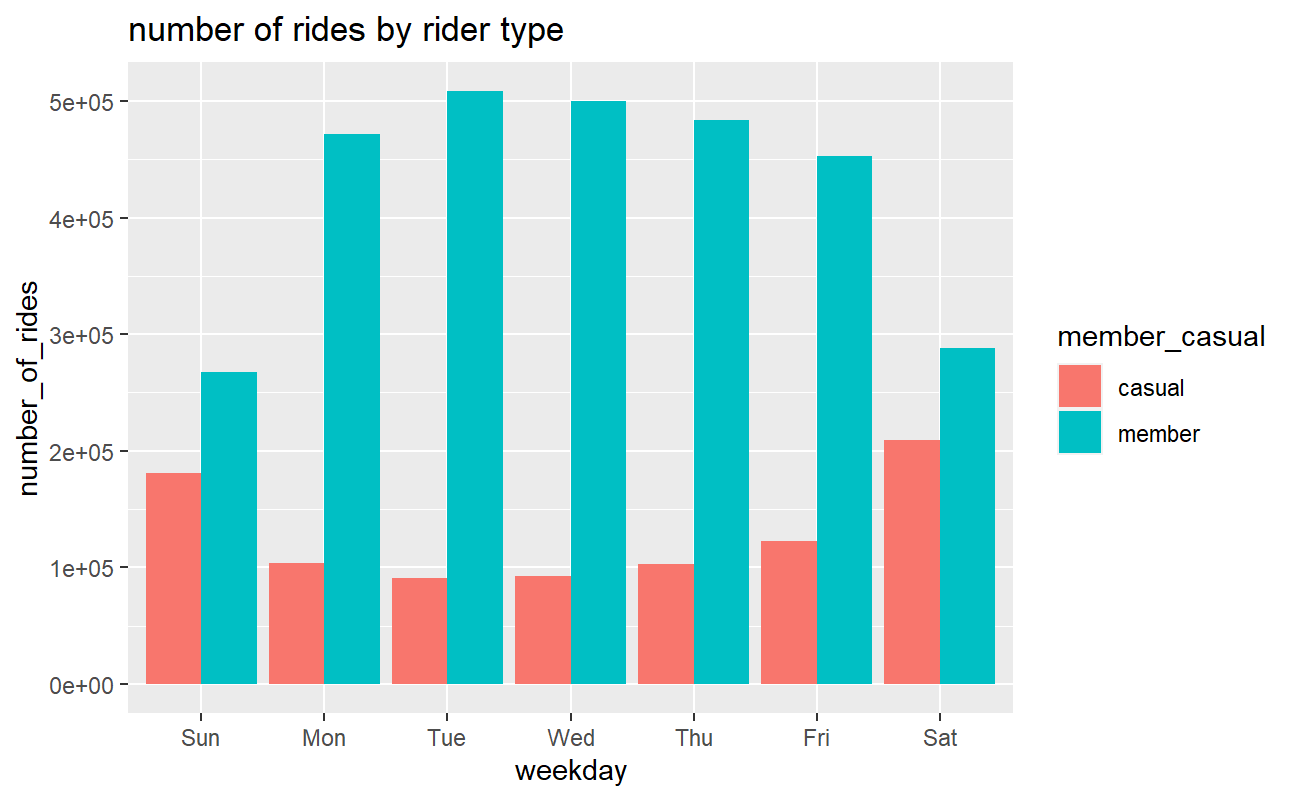 number of rides by rider type
number_of_rides
5e+05
4e+05
3e+05
2e+05
1e+05
0e+00
Sun Mon Tue Wed Thu Fri Sat
weekday
member_casual
casual
member